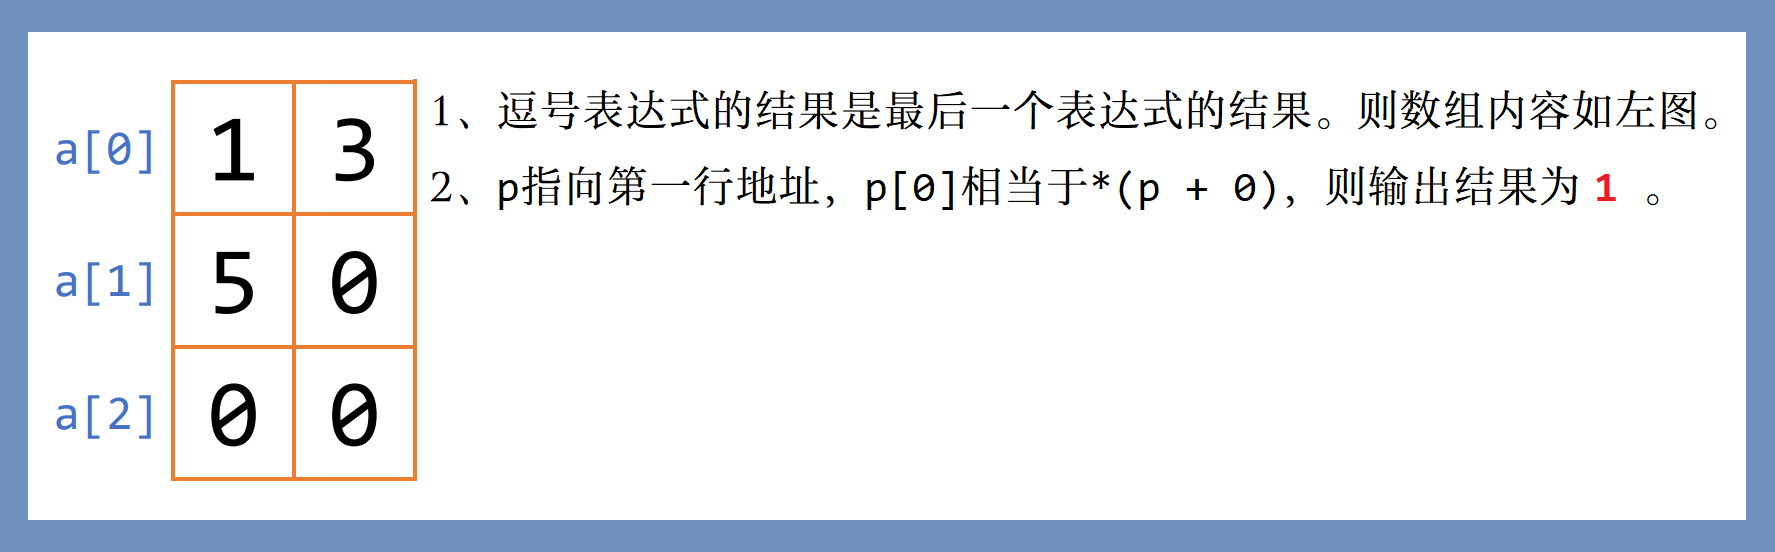 1、逗号表达式的结果是最后一个表达式的结果。则数组内容如左图。
2、p指向第一行地址，p[0]相当于*(p + 0)，则输出结果为 1 。
a[0] 1 3
a[1] 5 0
a[2] 0 0